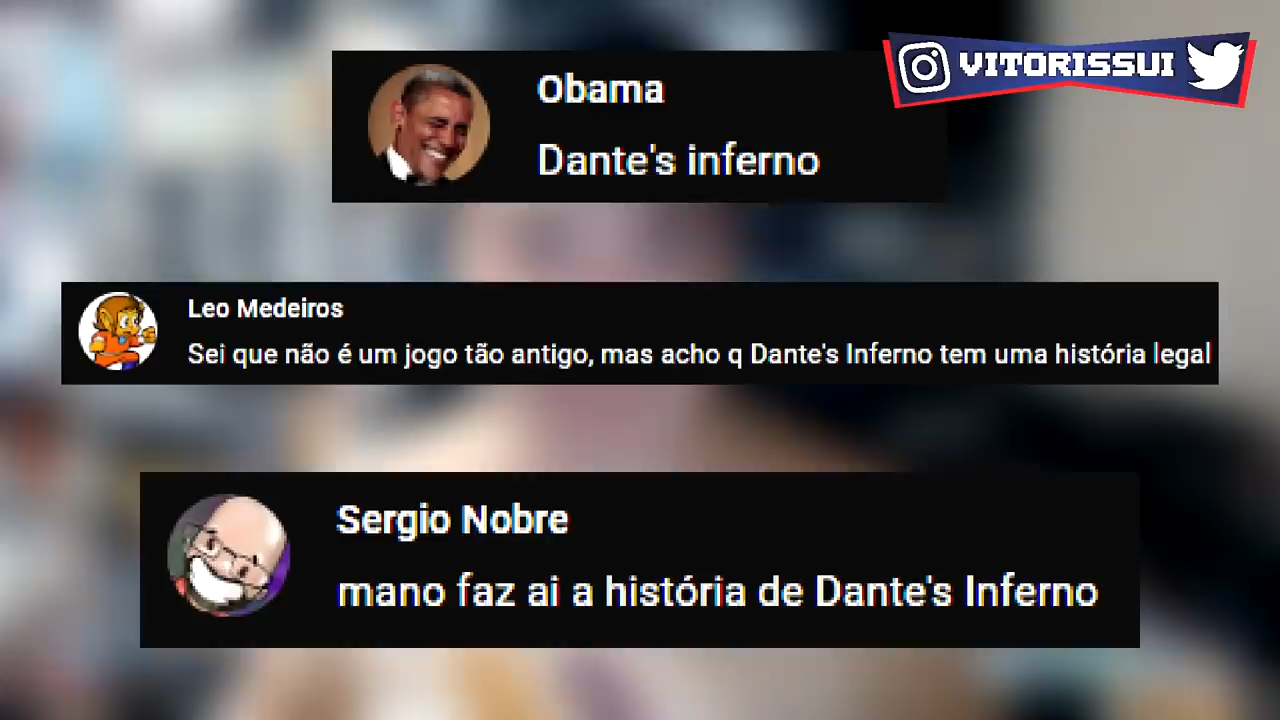 VITORISSUI
Obama
Dante's inferno
Leo Medeiros
Sei que não é um jogo tão antigo, mas acho q Dante's Inferno tem uma história legal
Sergio Nobre
mano faz ai a história de Dante's Inferno